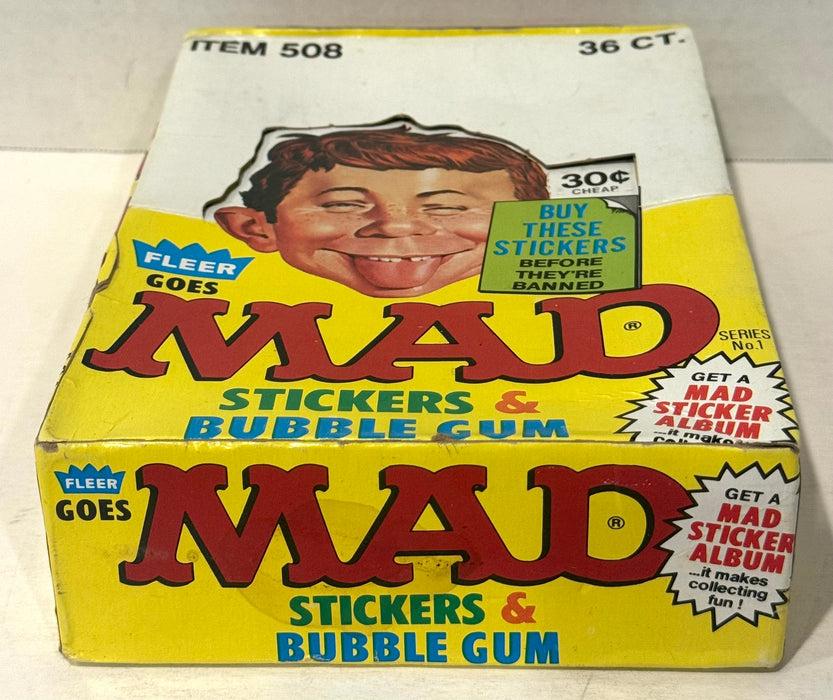 ITEM 508
36 CT.
30¢
CHEAP
BUY
THESE
STICKERS
BEFORE
THEY'RE
BANNED
FLEER
GOES
MAD®
SERIES
No.1
STICKERS &
BUBBLE GUM
GET A
MAD
STICKER
ALBUM
...it makes
FLEER
GOES
MAD®
STICKERS &
BUBBLE GUM
GET A
MAD
STICKER
ALBUM
...it makes
collecting
fun!